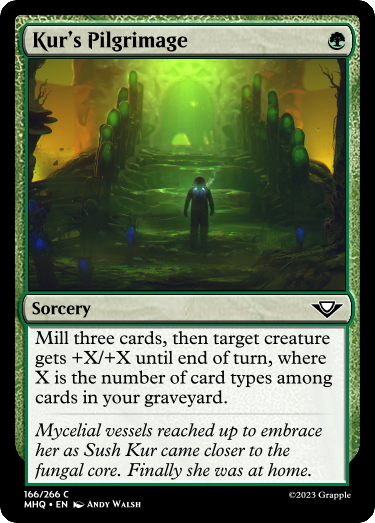 Kur's Pilgrimage
Sorcery
Mill three cards, then target creature
gets +X/+X until end of turn, where
X is the number of card types among
cards in your graveyard.
Mycelial vessels reached up to embrace
her as Sush Kur came closer to the
fungal core. Finally she was at home.
166/266 C
MHQ • EN Andy Walsh
©2023 Grapple